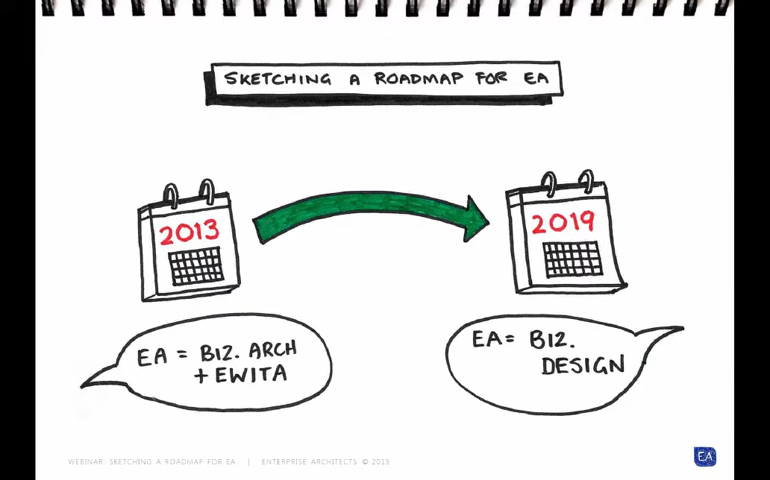 SKETCHING A ROADMAP FOR EA
2013
2019
EA = BIZ. ARCH
+ EWITA
EA = BIZ.
DESIGN
WEBINAR: SKETCHING A ROADMAP FOR EA | ENTERPRISE ARCHITECTS © 2013
EA